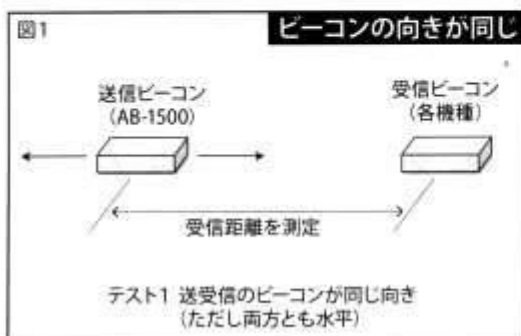 図1
ビーコンの向きが同じ
送信ビーコン
(AB-1500)
受信ビーコン
(各機種)
受信距離を測定
テスト1 送受信のビーコンが同じ向き
(ただし両方とも水平)